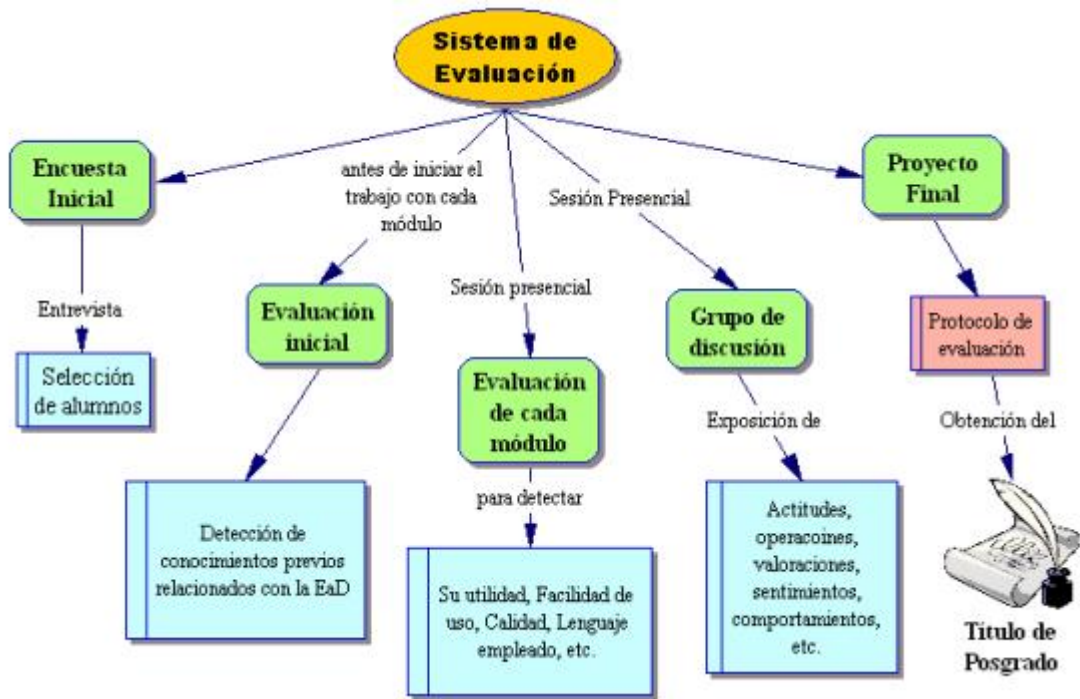 Sistema de
Evaluación
Encuesta
Inicial
antes de iniciar el
trabajo con cada
módulo
Sesión Presencial
Proyecto
Final
Entrevista
Evaluación
inicial
Sesión presencial
Grupo de
discusión
Protocolo de
evaluación
Selección
de alumnos
Evaluación
de cada
módulo
Exposición de
Obtención del
para detectar
Detección de
conocimientos previos
relacionados con la EaD
Su utilidad, Facilidad de
uso, Calidad, Lenguaje
empleado, etc.
Actitudes,
operacoines,
valoraciones,
sentimientos,
comportamientos,
etc.
Título de
Posgrado